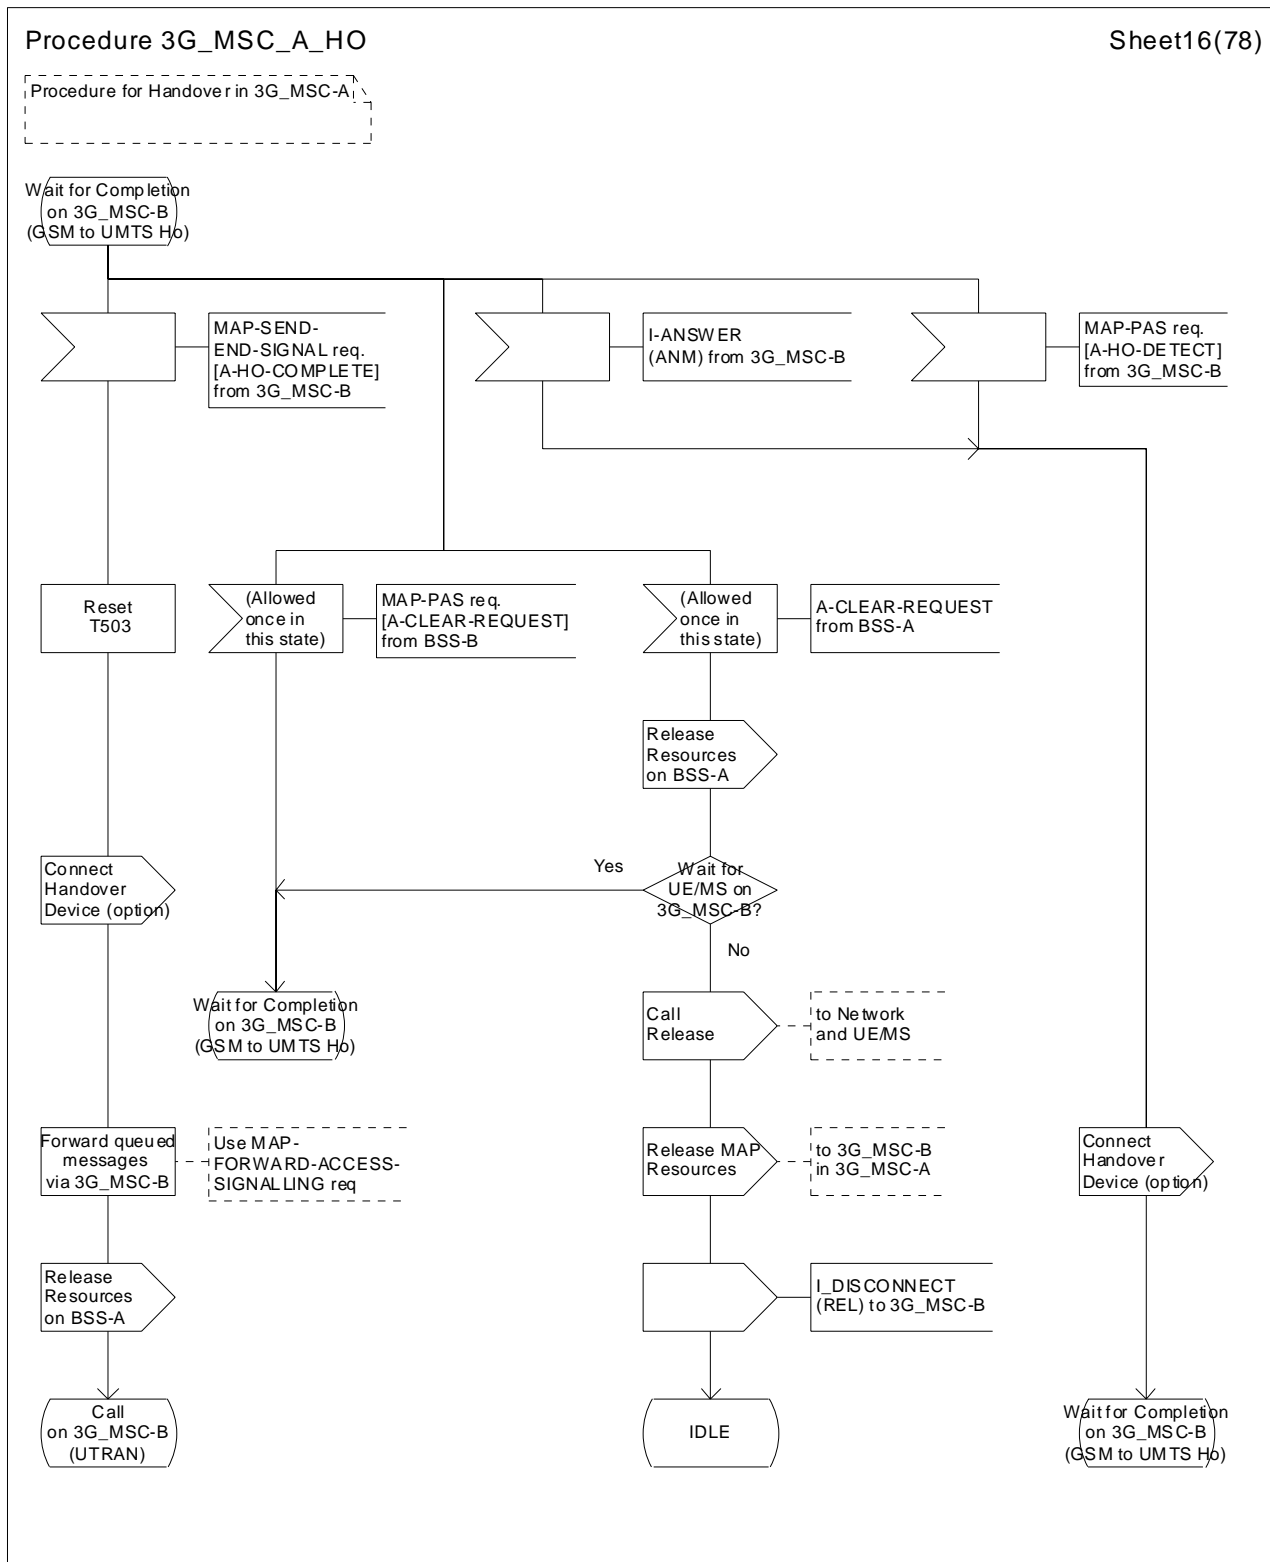 Procedure 3G_MSC_A_HO
Sheet16(78)
Procedure for Handover in 3G_MSC-A
Wait for Completion
on 3G_MSC-B
(GSM to UMTS Ho)
MAP-SEND-
END-SIGNAL req.
[A-HO-COMPLETE]
from 3G_MSC-B
I-ANSWER
(ANM) from 3G_MSC-B
MAP-PAS req.
[A-HO-DETECT]
from 3G_MSC-B
Reset
T503
(Allowed
once in
this state)
MAP-PAS req.
[A-CLEAR-REQUEST]
from BSS-B
(Allowed
once in
this state)
A-CLEAR-REQUEST
from BSS-A
Release
Resources
on BSS-A
Connect
Handover
Device (option)
Yes
Wait for
UE/MS on
3G_MSC-B?
No
Wait for Completion
on 3G_MSC-B
(GSM to UMTS Ho)
Call
Release
to Network
and UE/MS
Forward queued
messages
via 3G_MSC-B
Use MAP-
FORWARD-ACCESS-
SIGNALLING req
Release MAP
Resources
to 3G_MSC-B
in 3G_MSC-A
Connect
Handover
Device (option)
Release
Resources
on BSS-A
I_DISCONNECT
(REL) to 3G_MSC-B
Call
on 3G_MSC-B
(UTRAN)
IDLE
Wait for Completion
on 3G_MSC-B
(GSM to UMTS Ho)